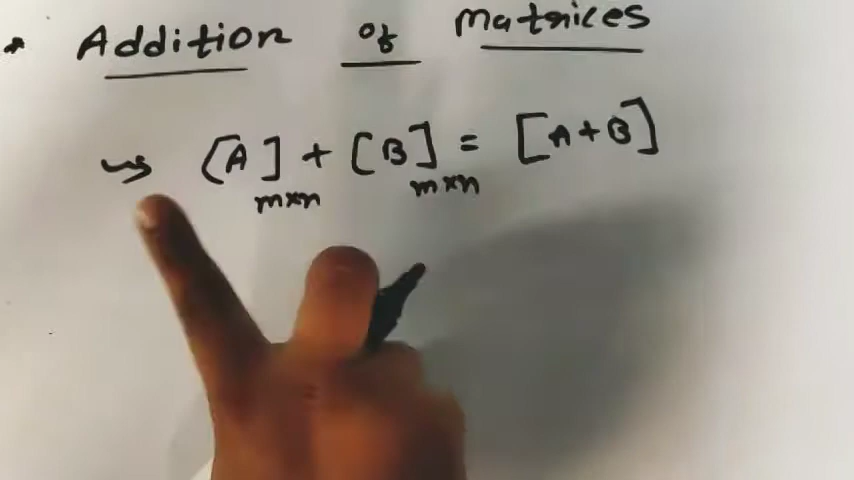 * Addition of Matrices
↝ [A]m×n + [B]m×n = [A+B]